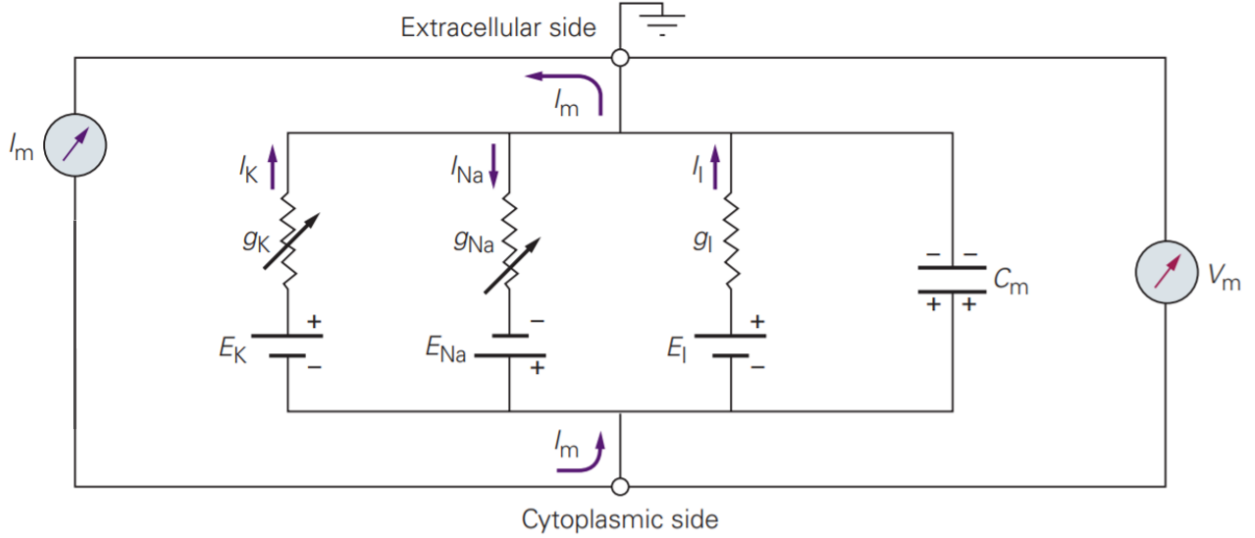 Extracellular side
Im
Im
IK
INa
Il
gK
gNa
gl
− −
Cm
+ +
Vm
+
EK
−
−
ENa
+
+
El
−
Im
Cytoplasmic side